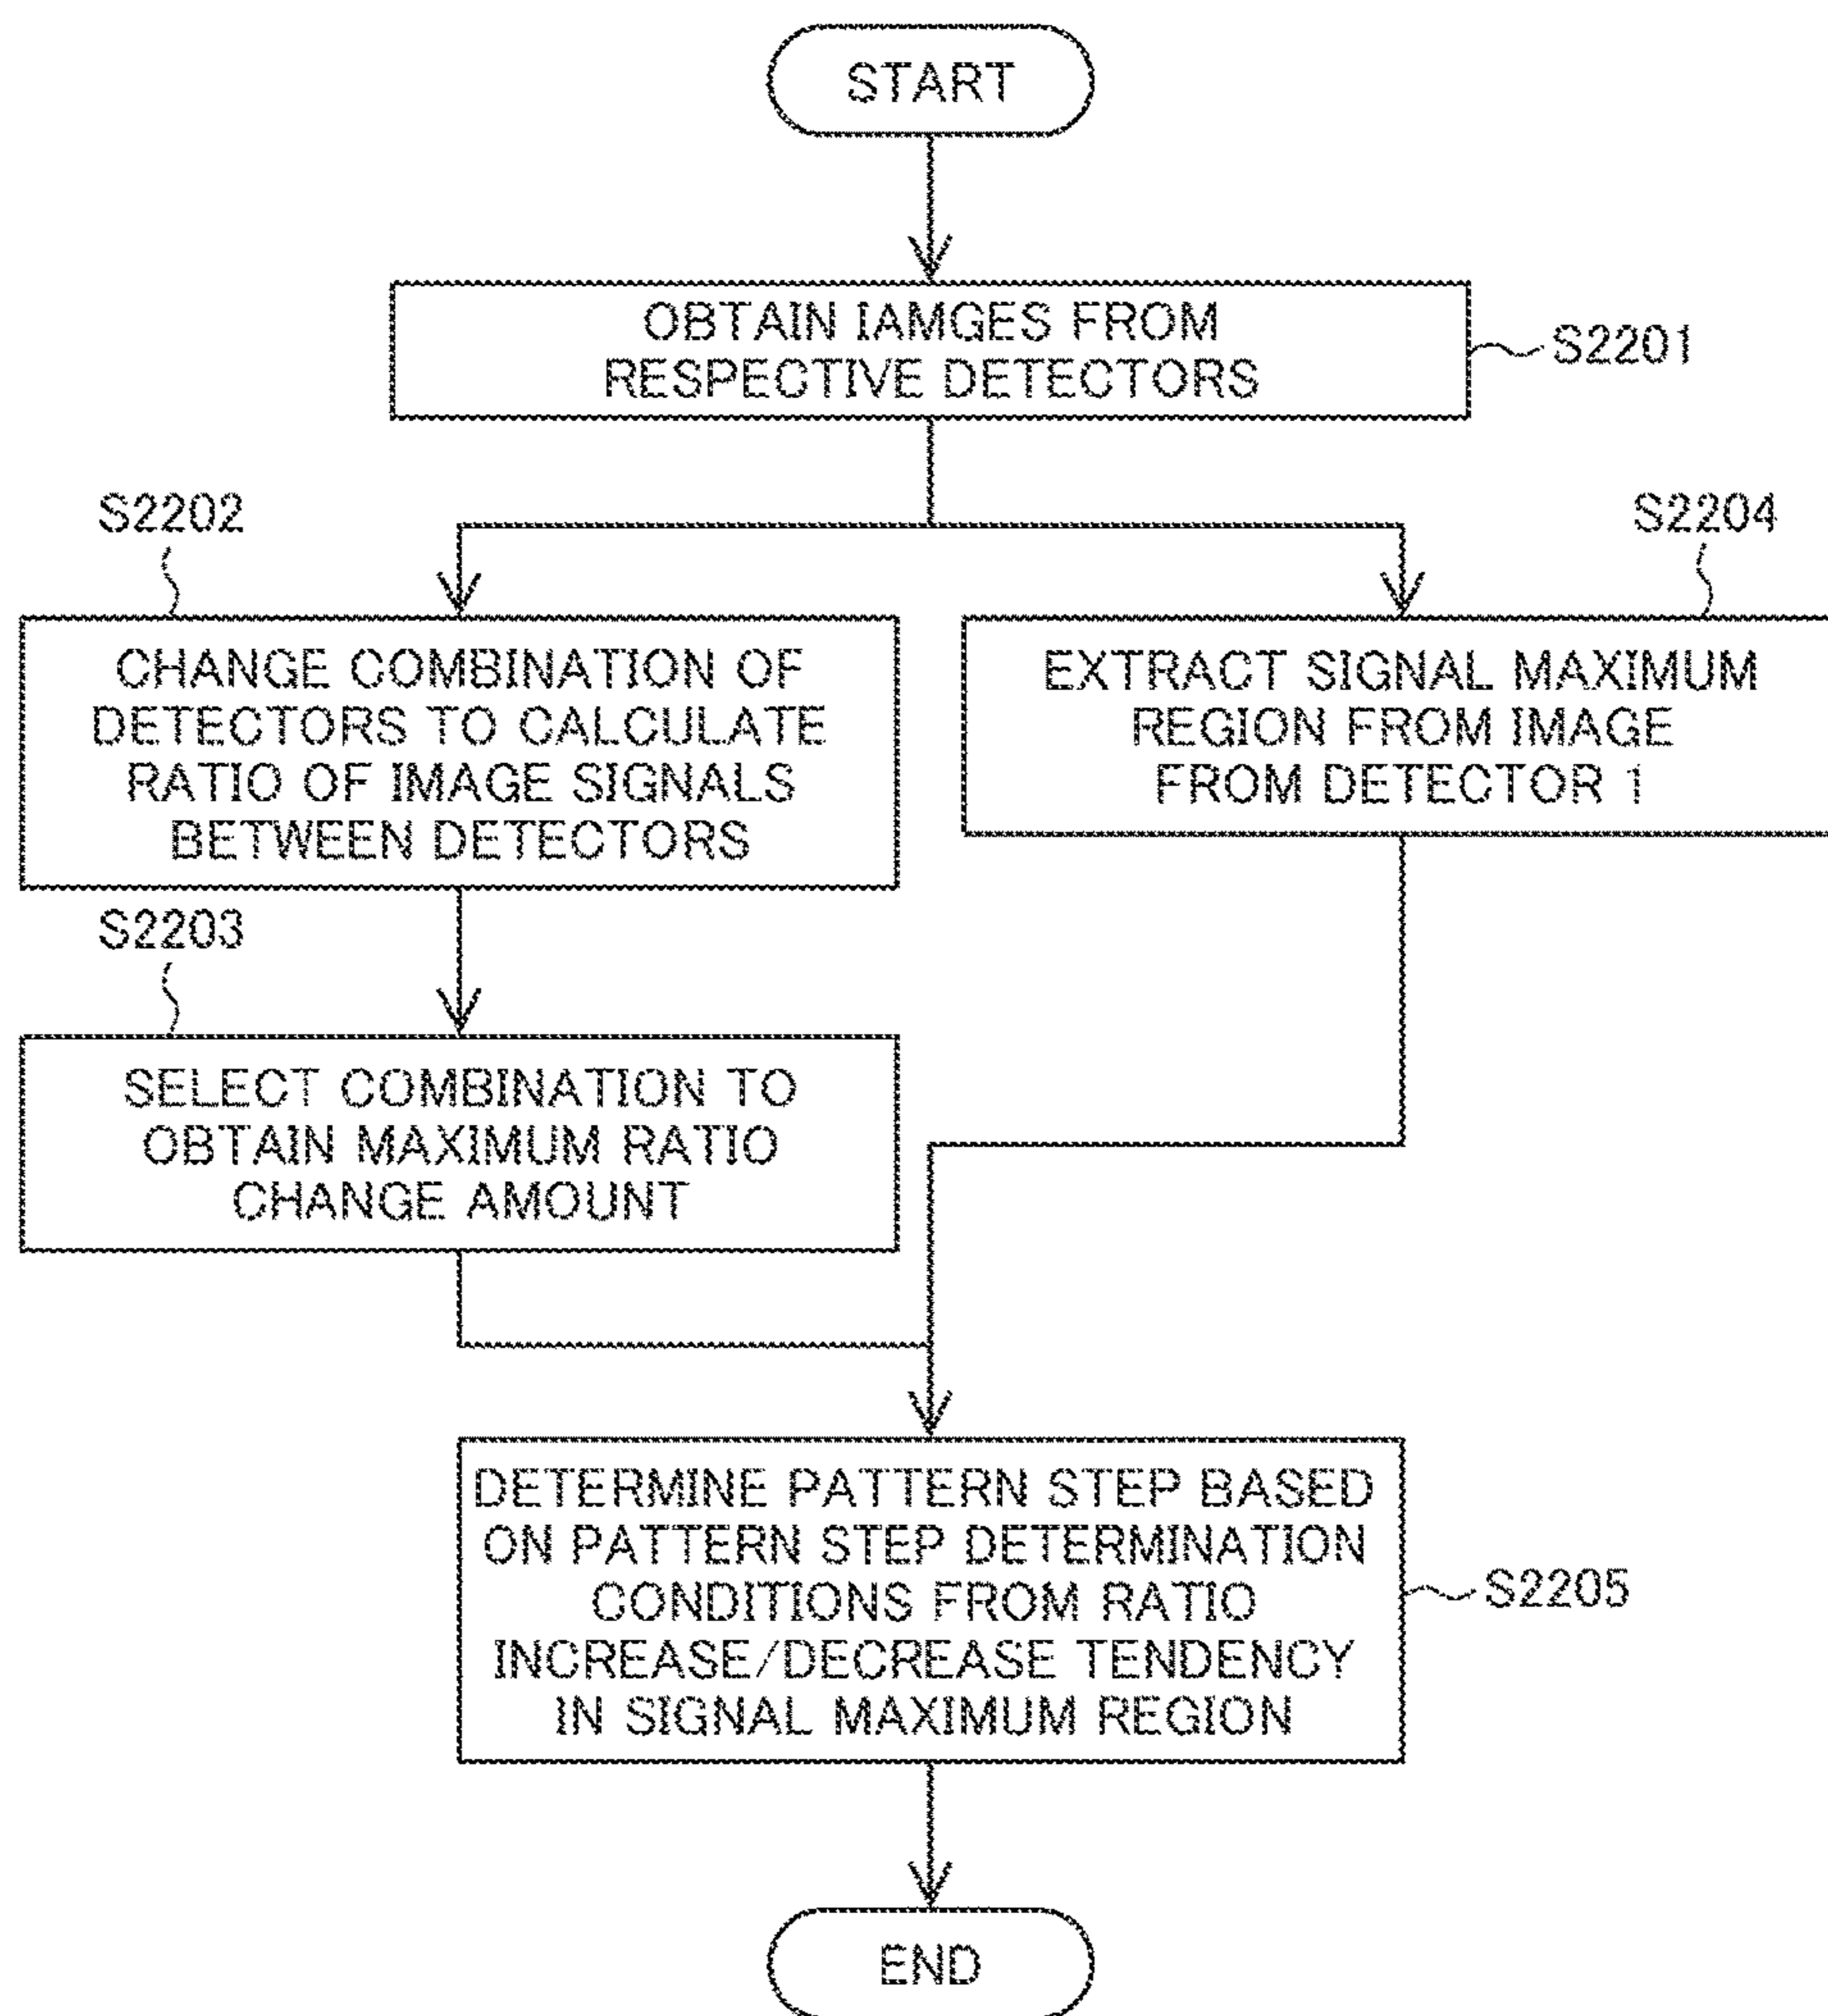 START
OBTAIN IAMGES FROM
RESPECTIVE DETECTORS
S2201
S2202
CHANGE COMBINATION OF
DETECTORS TO CALCULATE
RATIO OF IMAGE SIGNALS
BETWEEN DETECTORS
S2204
EXTRACT SIGNAL MAXIMUM
REGION FROM IMAGE
FROM DETECTOR 1
S2203
SELECT COMBINATION TO
OBTAIN MAXIMUM RATIO
CHANGE AMOUNT
DETERMINE PATTERN STEP BASED
ON PATTERN STEP DETERMINATION
CONDITIONS FROM RATIO
INCREASE/DECREASE TENDENCY
IN SIGNAL MAXIMUM REGION
S2205
END